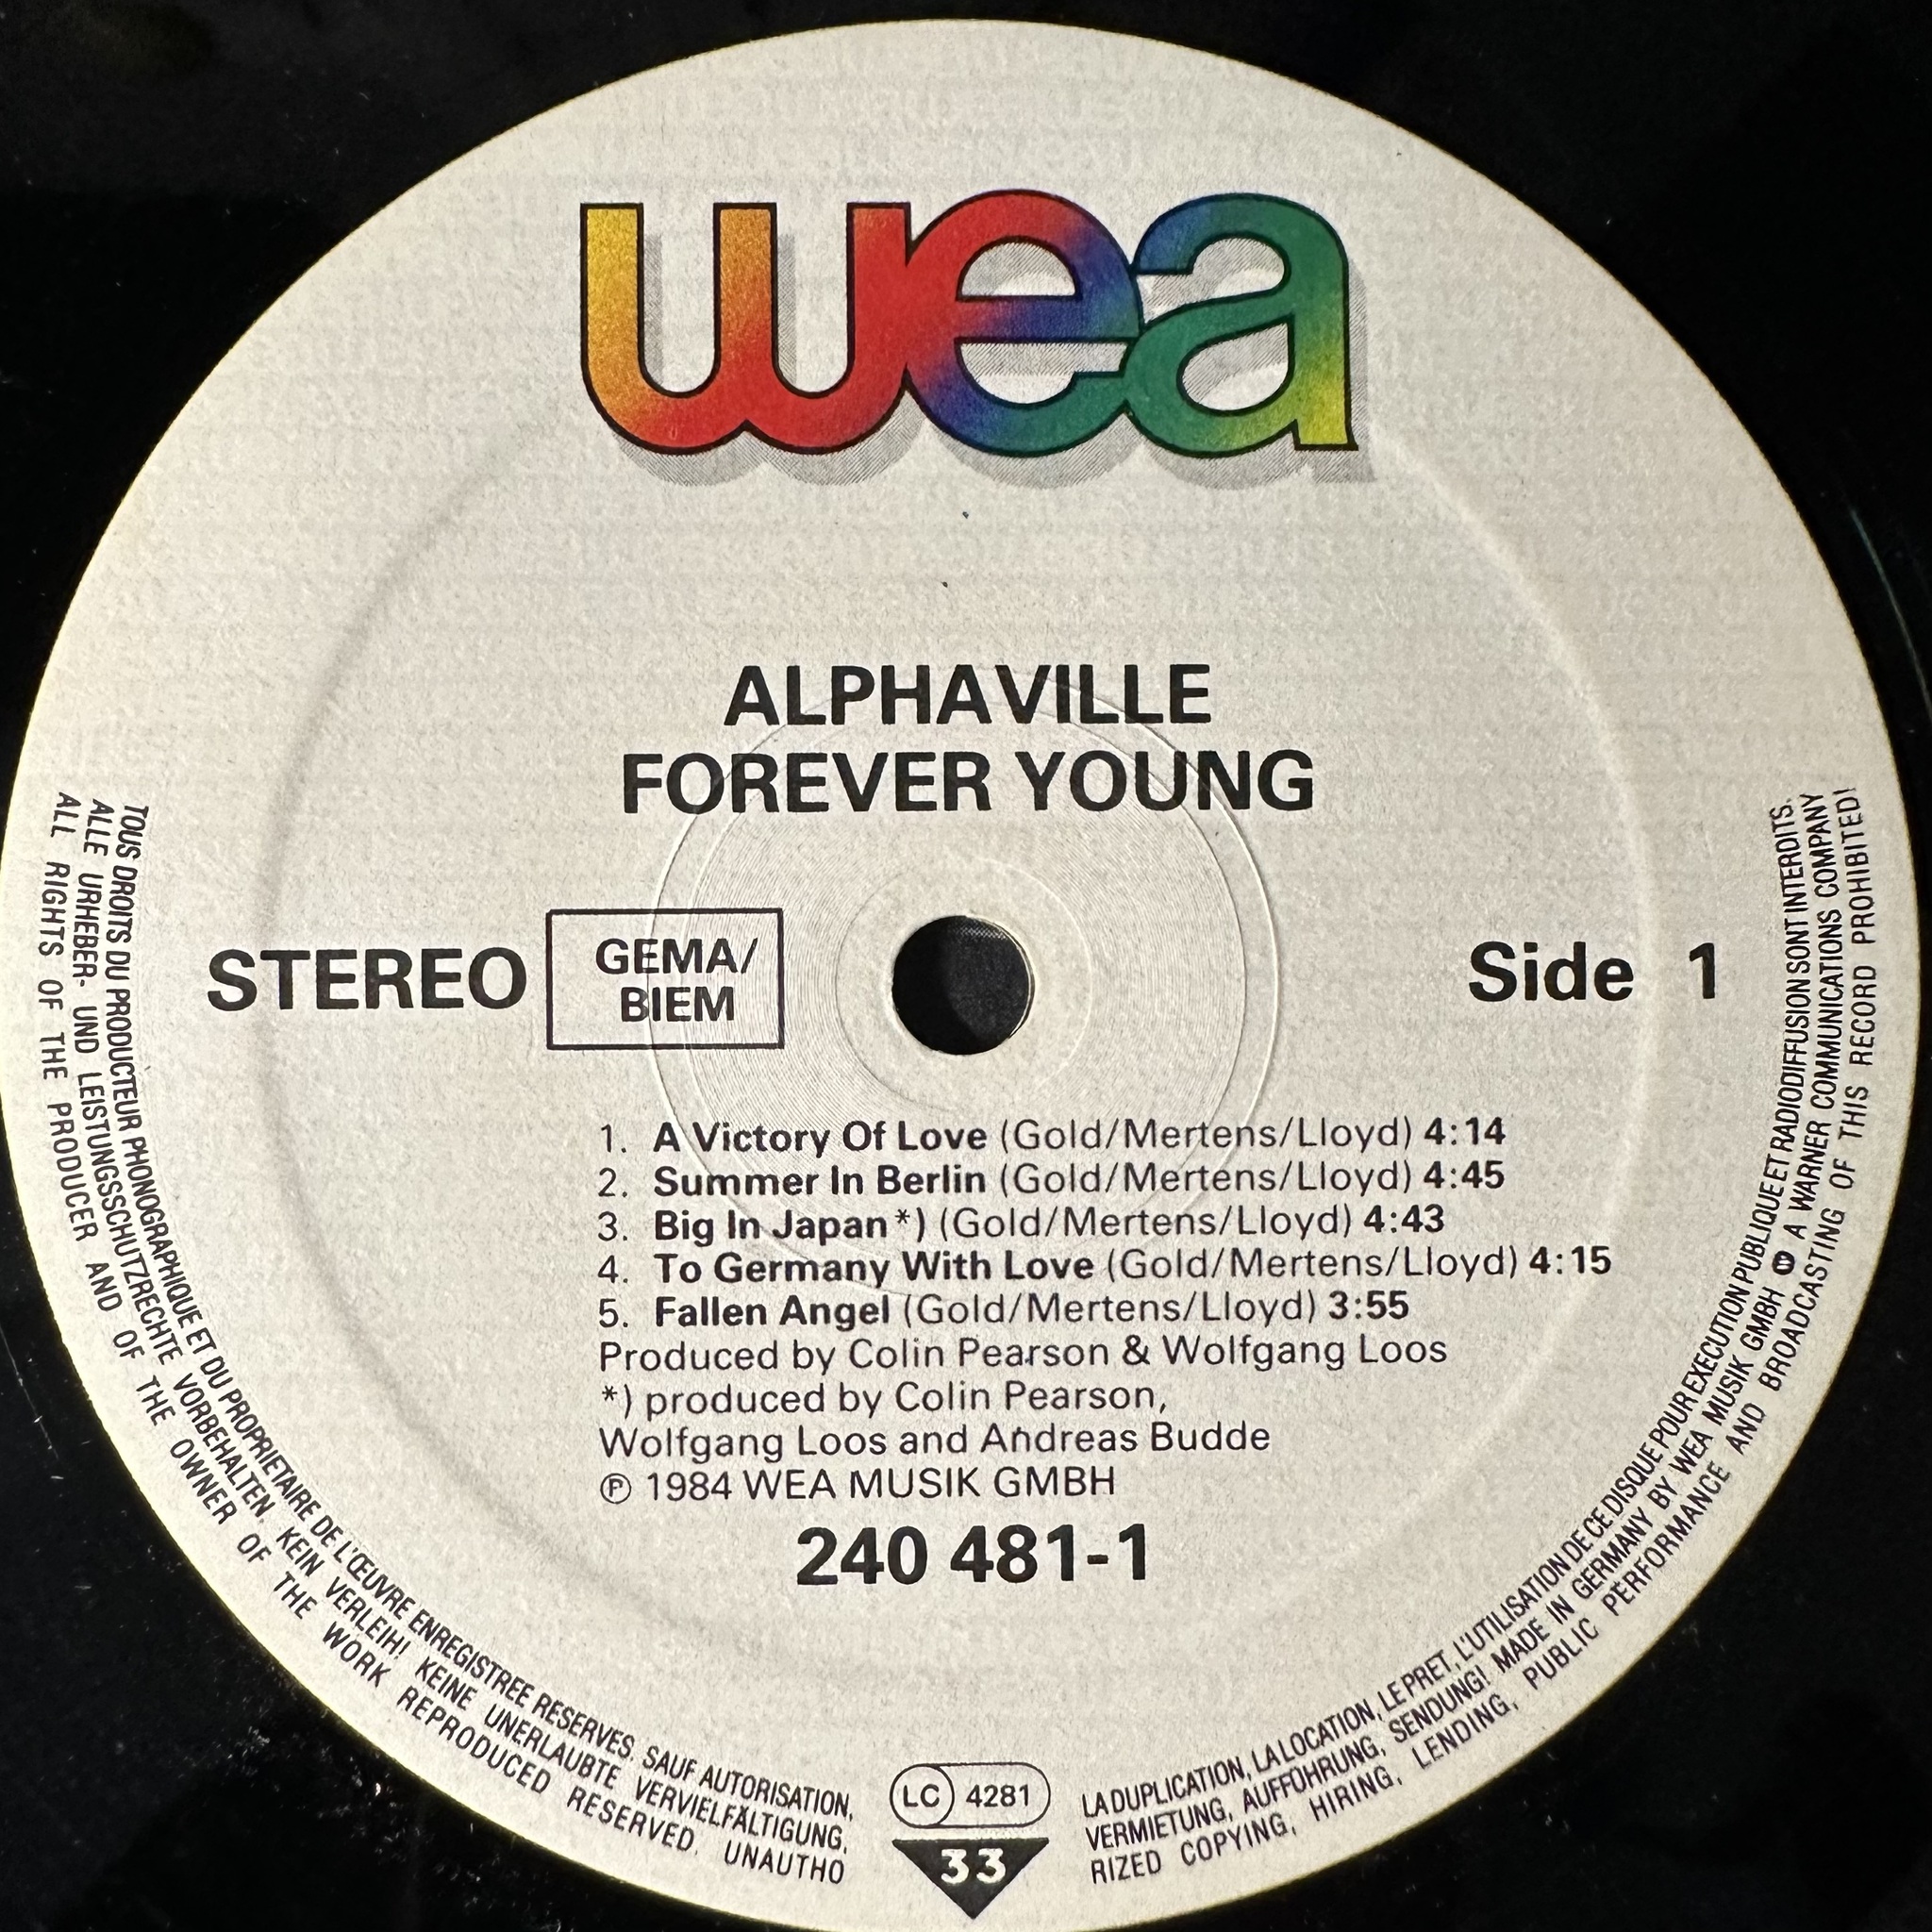 wea
ALPHAVILLE
FOREVER YOUNG
STEREO
GEMA/
BIEM
Side 1
1. A Victory Of Love (Gold/Mertens/Lloyd) 4:14
2. Summer In Berlin (Gold/Mertens/Lloyd) 4:45
3. Big In Japan*) (Gold/Mertens/Lloyd) 4:43
4. To Germany With Love (Gold/Mertens/Lloyd) 4:15
5. Fallen Angel (Gold/Mertens/Lloyd) 3:55
Produced by Colin Pearson & Wolfgang Loos
*) produced by Colin Pearson,
Wolfgang Loos and Andreas Budde
℗ 1984 WEA MUSIK GMBH
240 481-1
TOUS DROITS DU PRODUCTEUR PHONOGRAPHIQUE ET DU PROPRIETAIRE DE L'ŒUVRE ENREGISTREE RESERVES. SAUF AUTORISATION, LA DUPLICATION, LA LOCATION, LE PRET, L'UTILISATION DE CE DISQUE POUR EXECUTION PUBLIQUE ET RADIODIFFUSION SONT INTERDITS.
ALLE URHEBER- UND LEISTUNGSSCHUTZRECHTE VORBEHALTEN. KEIN VERLEIH! KEINE UNERLAUBTE VERVIELFÄLTIGUNG, VERMIETUNG, AUFFÜHRUNG, SENDUNG! MADE IN GERMANY BY WEA MUSIK GMBH A WARNER COMMUNICATIONS COMPANY
ALL RIGHTS OF THE PRODUCER AND OF THE OWNER OF THE WORK REPRODUCED RESERVED. UNAUTHORIZED COPYING, HIRING, LENDING, PUBLIC PERFORMANCE AND BROADCASTING OF THIS RECORD PROHIBITED!
LC 4281
33